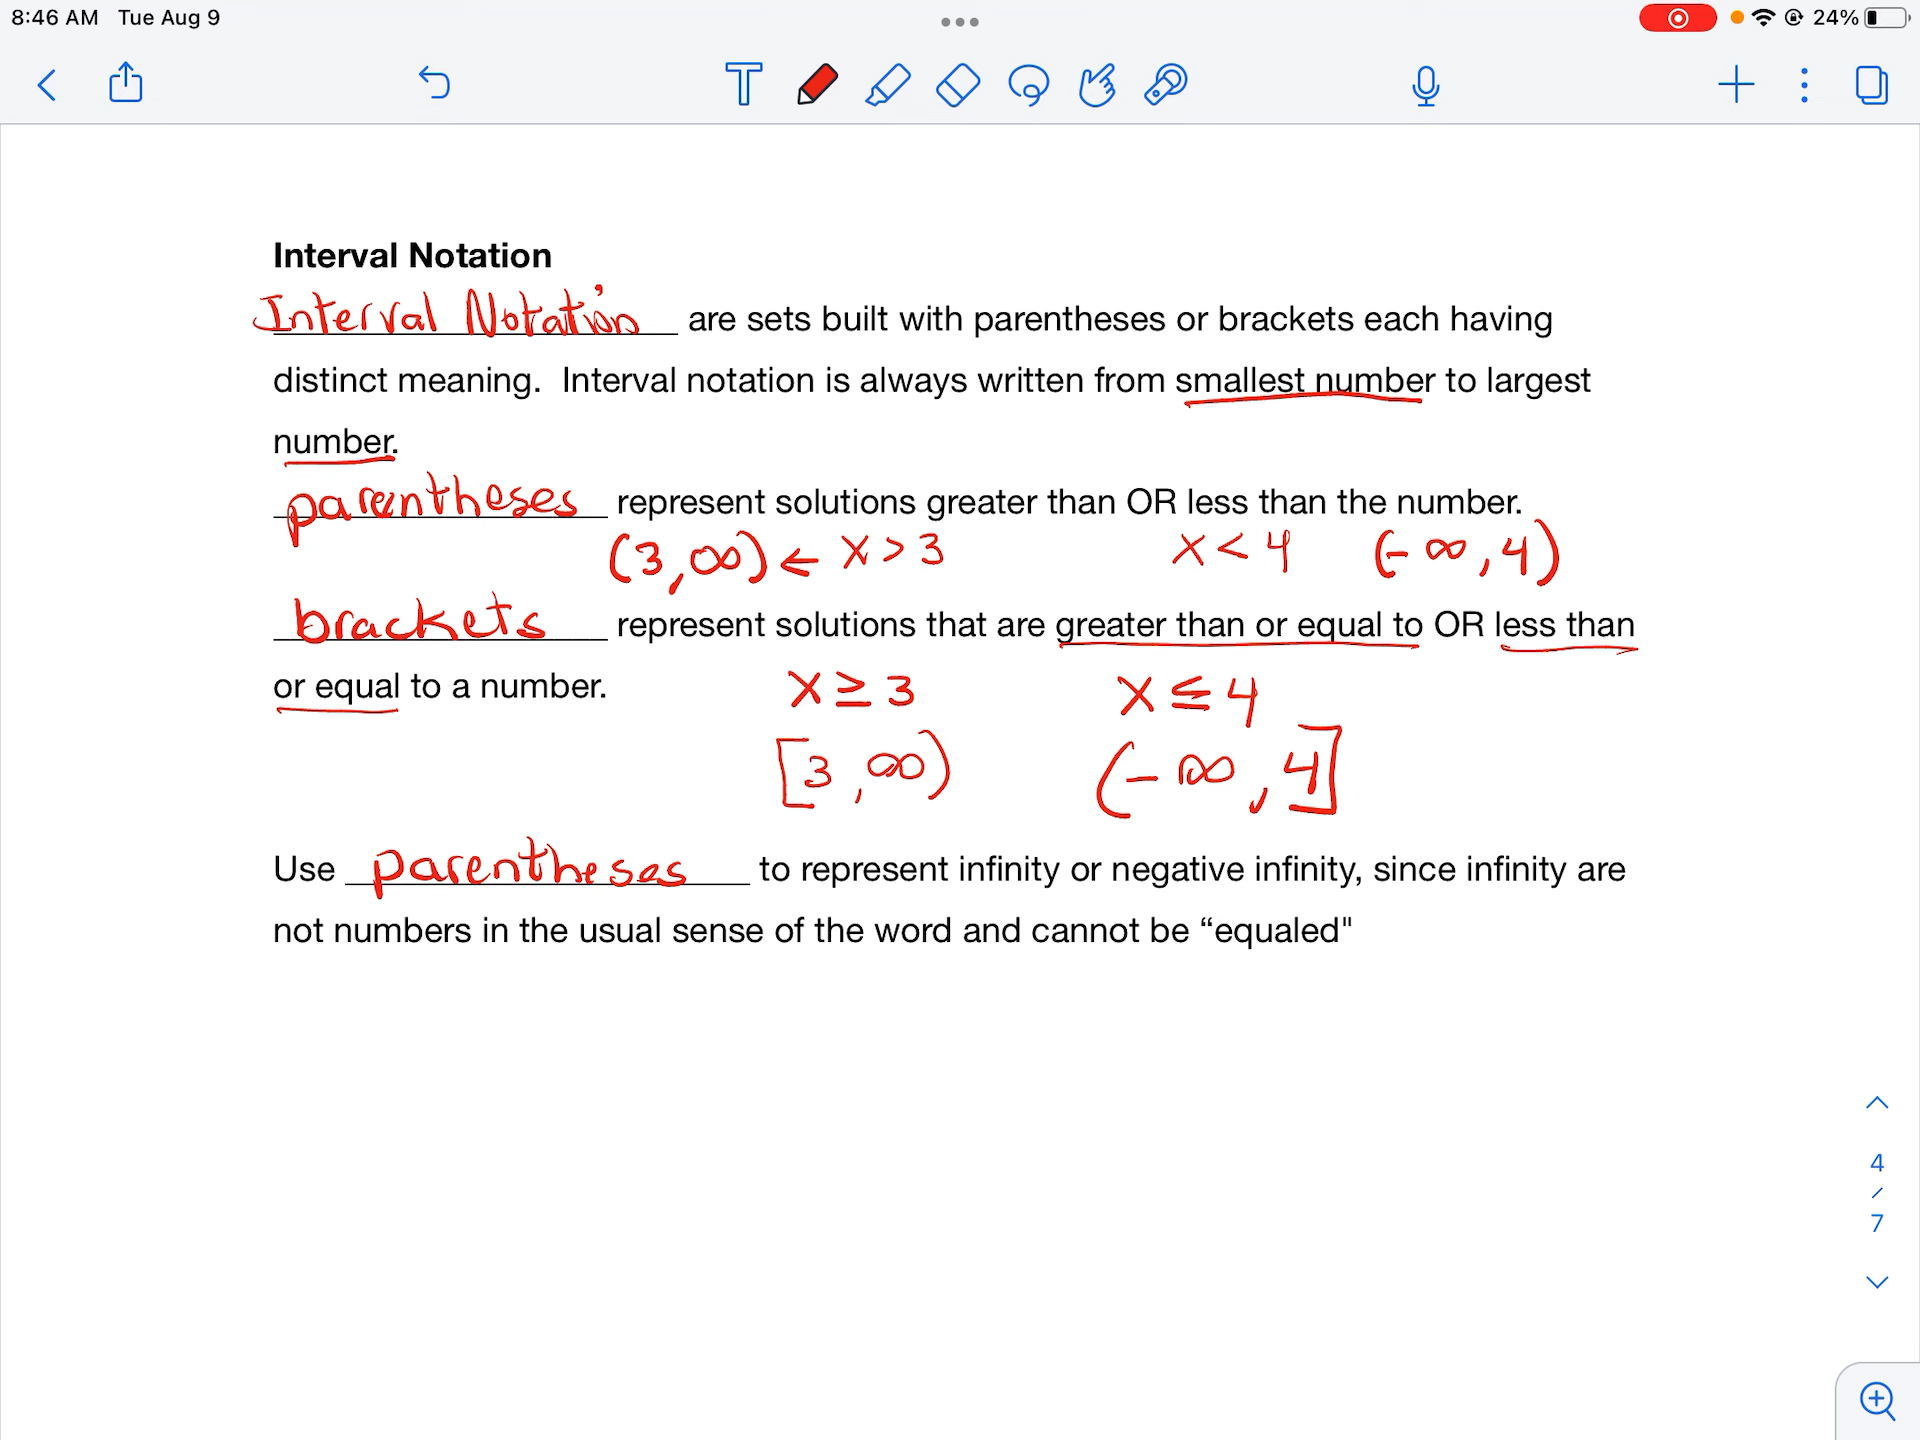 8:46 AM Tue Aug 9
24%
Interval Notation
Interval Notation are sets built with parentheses or brackets each having
distinct meaning. Interval notation is always written from smallest number to largest
number.
parentheses represent solutions greater than OR less than the number.
(3,∞) ← x > 3 x < 4 (-∞,4)
brackets represent solutions that are greater than or equal to OR less than
or equal to a number. x ≥ 3 x ≤ 4
[3,∞) (-∞,4]
Use parentheses to represent infinity or negative infinity, since infinity are
not numbers in the usual sense of the word and cannot be “equaled"
4
/
7